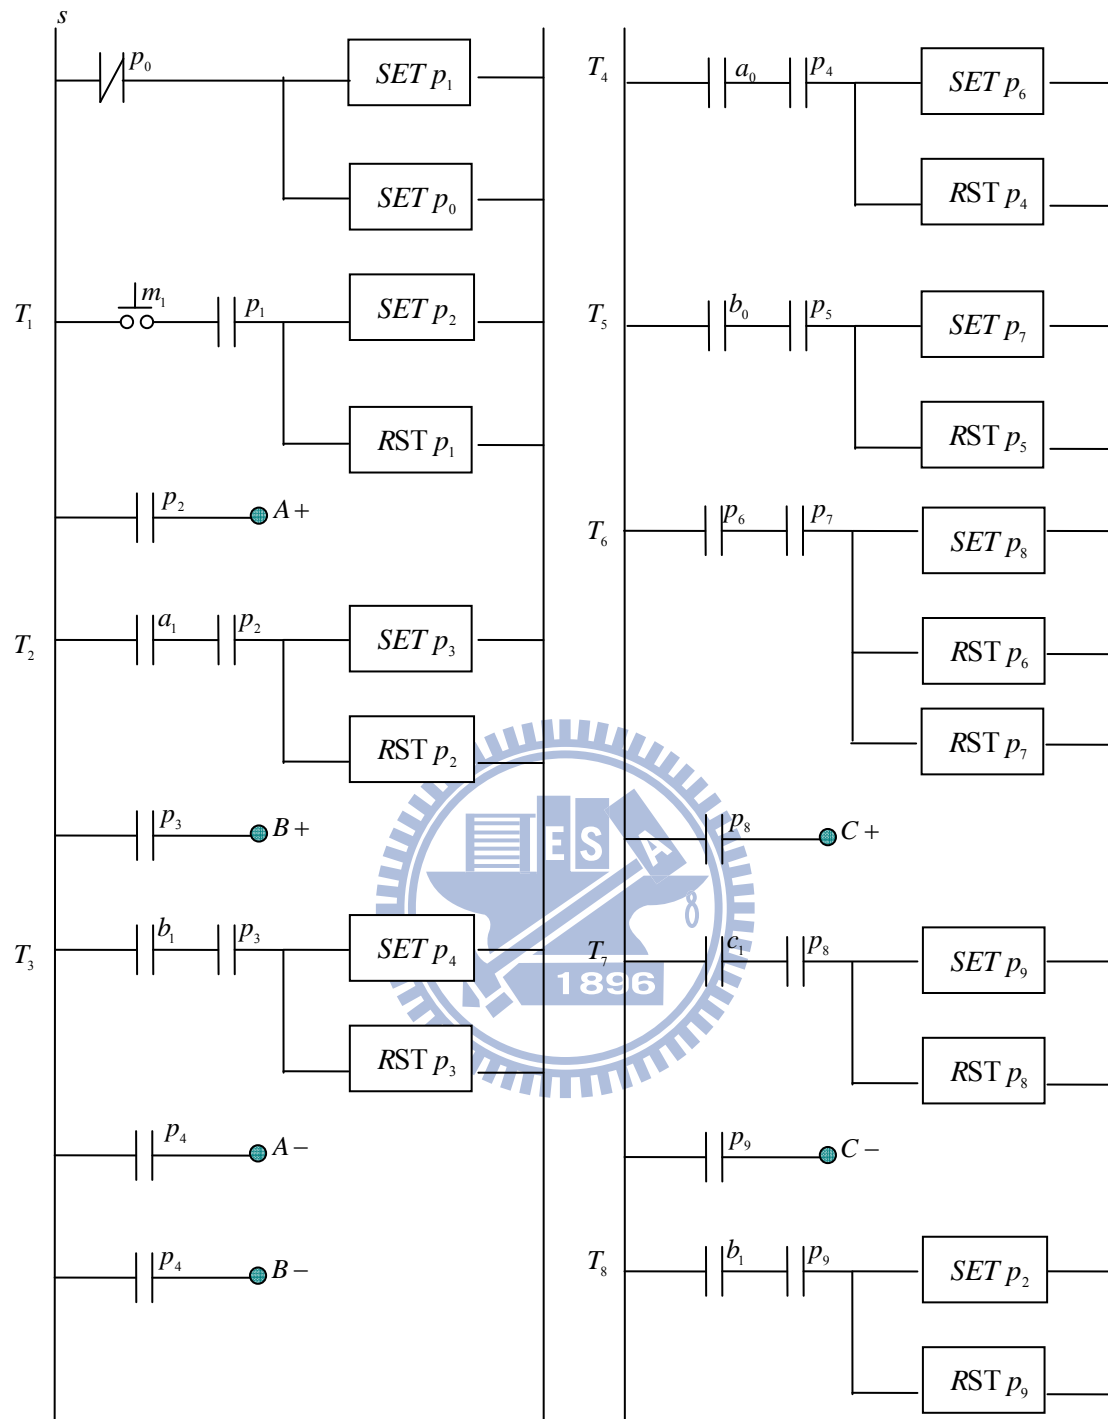 s
p₀
SET p₁
SET p₀
T₁
m₁
p₁
SET p₂
RST p₁
p₂
A+
T₂
a₁
p₂
SET p₃
RST p₂
p₃
B+
T₃
b₁
p₃
SET p₄
RST p₃
p₄
A−
p₄
B−
T₄
a₀
p₄
SET p₆
RST p₄
T₅
b₀
p₅
SET p₇
RST p₅
T₆
p₆
p₇
SET p₈
RST p₆
RST p₇
p₈
C+
T₇
c₁
p₈
SET p₉
RST p₈
p₉
C−
T₈
b₁
p₉
SET p₂
RST p₉
E S A
1896